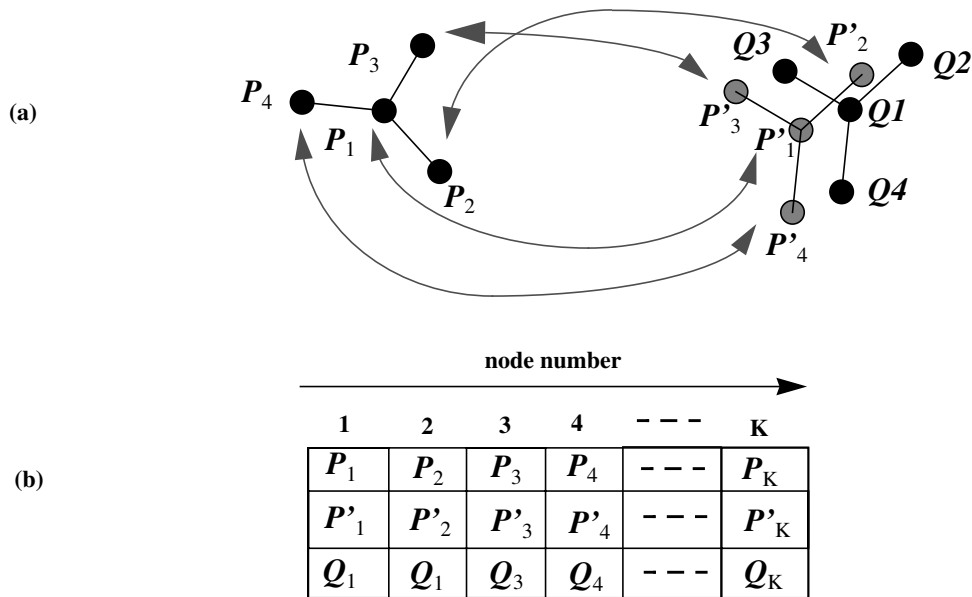 (a)
P4
P3
P1
P2
P'3
Q3
P'2
Q2
P'1
Q1
Q4
P'4
node number
1 2 3 4 – – – K
(b)
P1 P2 P3 P4 – – – PK
P'1 P'2 P'3 P'4 – – – P'K
Q1 Q1 Q3 Q4 – – – QK